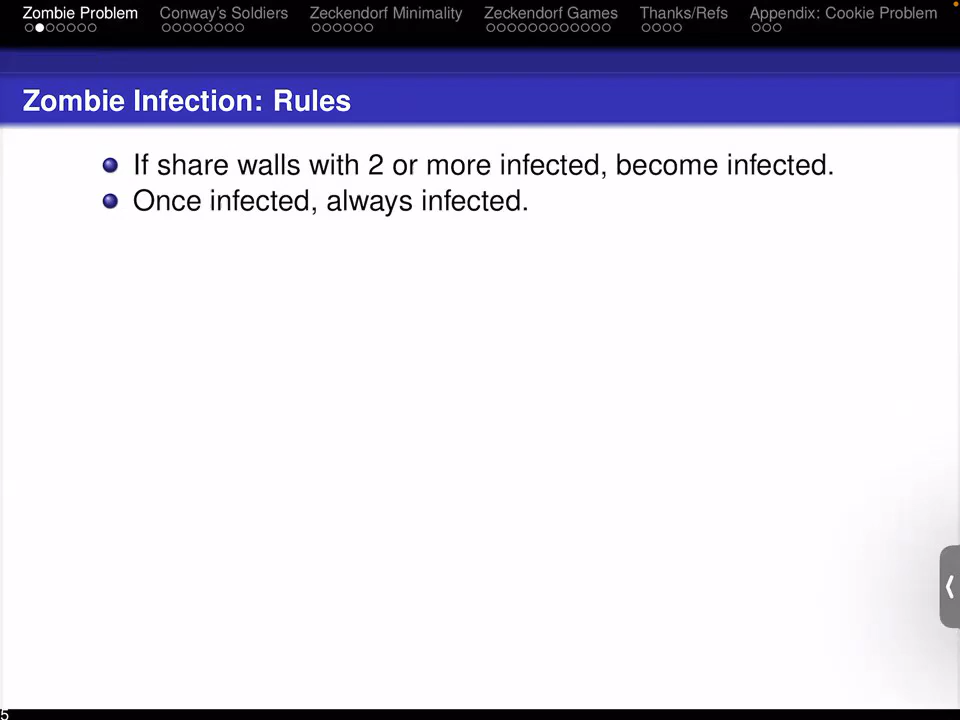 Zombie Problem Conway's Soldiers Zeckendorf Minimality Zeckendorf Games Thanks/Refs Appendix: Cookie Problem
Zombie Infection: Rules
If share walls with 2 or more infected, become infected.
Once infected, always infected.
5